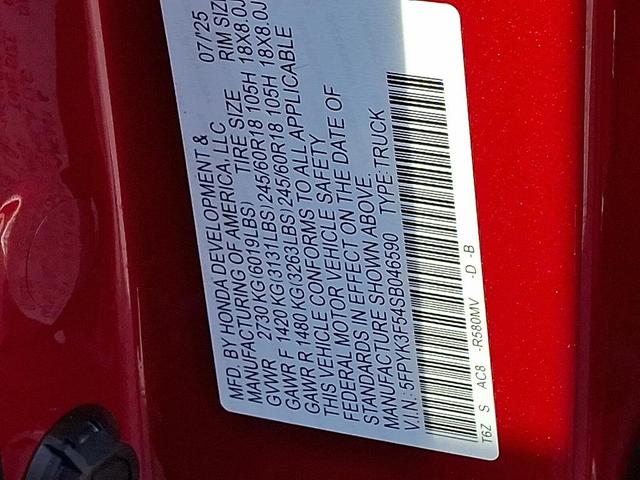 MFD. BY HONDA DEVELOPMENT & 07/25
MANUFACTURING OF AMERICA, LLC
GVWR 2730 KG(6019LBS) TIRE SIZE RIM SIZ
GAWR F 1420 KG(3131LBS) 245/60R18 105H 18X8.0J
GAWR R 1480 KG(3263LBS) 245/60R18 105H 18X8.0J
THIS VEHICLE CONFORMS TO ALL APPLICABLE
FEDERAL MOTOR VEHICLE SAFETY
STANDARDS IN EFFECT ON THE DATE OF
MANUFACTURE SHOWN ABOVE.
V.I.N.: 5FPYK3F54SB046590 TYPE:TRUCK
T6Z S AC8 -R580MV -D -B